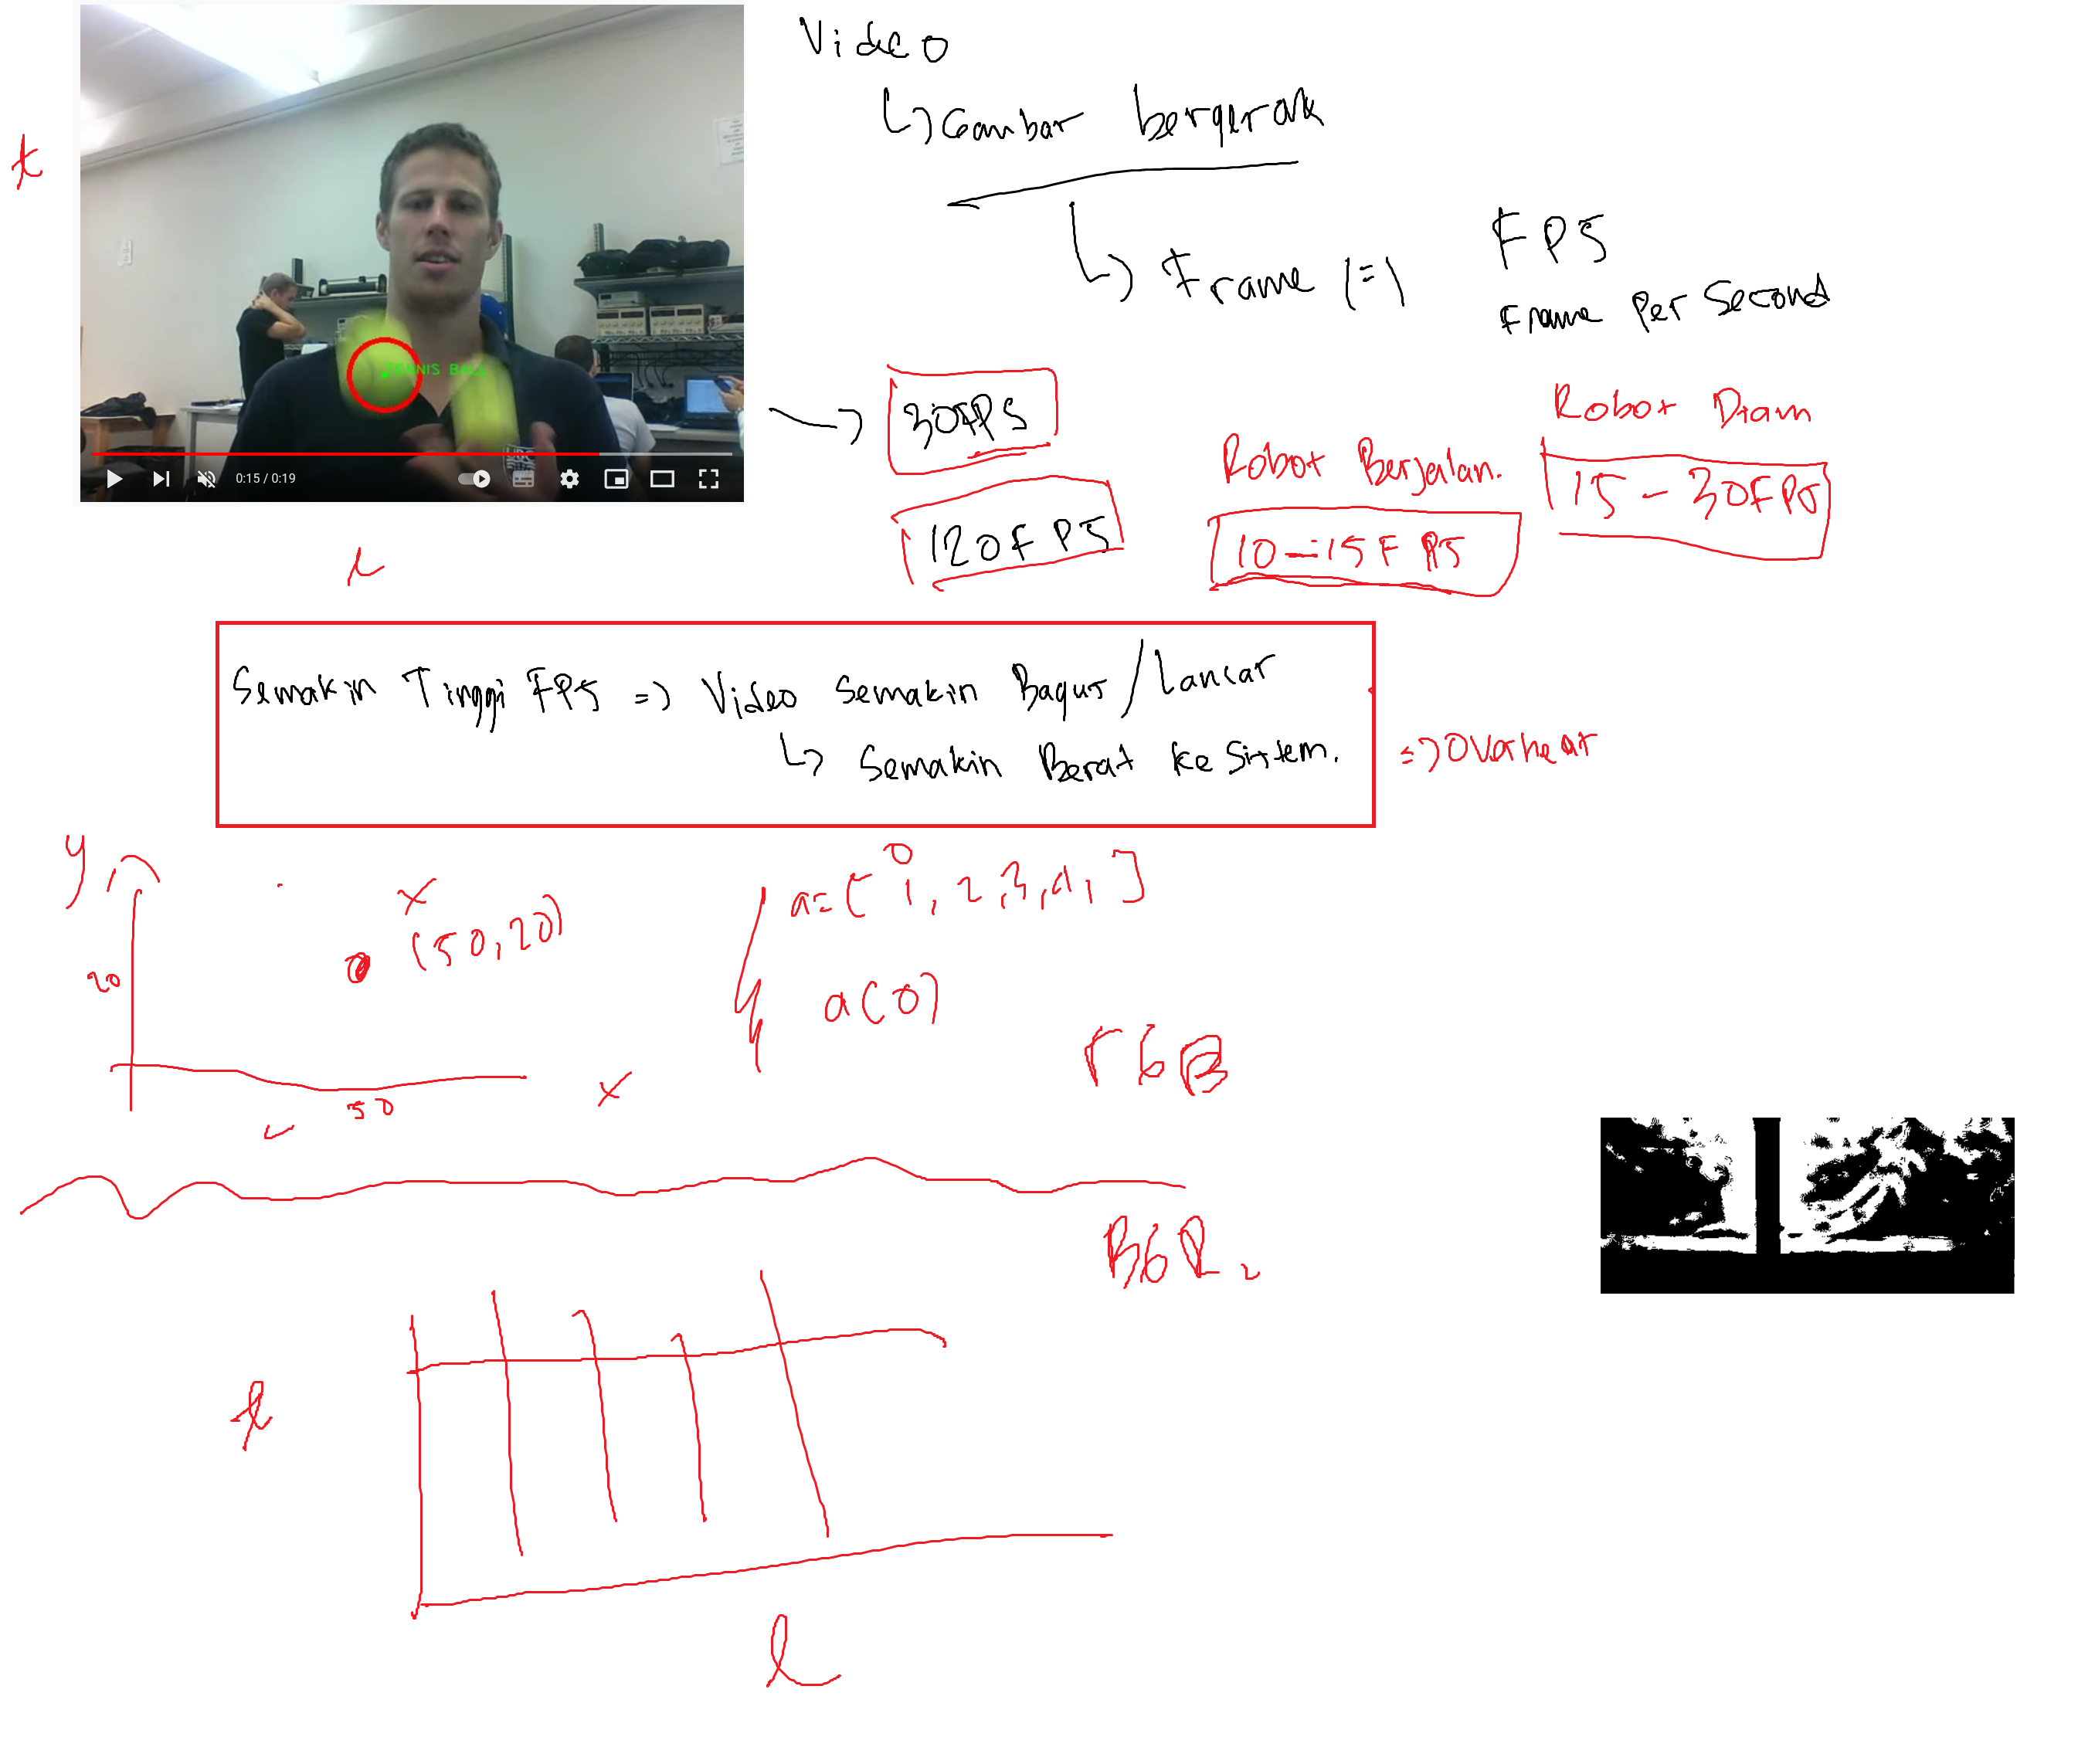 Video
↳ Gambar bergerak
↳ Frame 1=1
FPS
Frame Per Second
t
TENNIS BALL
0:15 / 0:19
l
30FPS
120FPS
Robot Berjalan.
10-15FPS
Robot Diam
15-30FPS
Semakin Tinggi FPS => Video Semakin Bagus/Lancar
↳ Semakin Berat ke Sistem.
=> Overheat
y
20
x
(50,20)
50
x
0
a=[1, 2, 3, 4, ]
a(0)
rGB
BGR
t
l